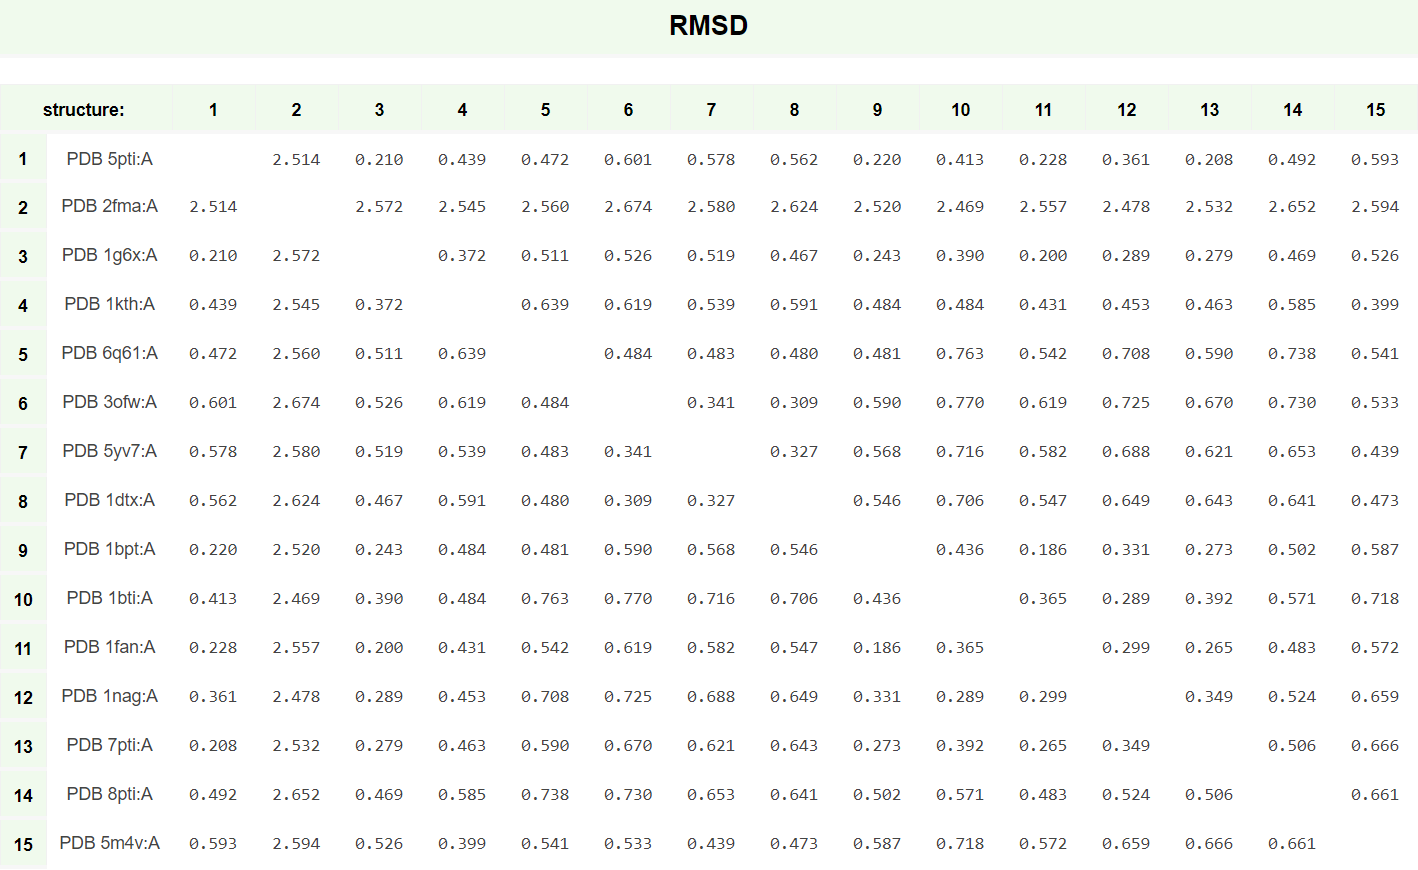 RMSD
structure: 1 2 3 4 5 6 7 8 9 10 11 12 13 14 15
1 PDB 5pti:A 2.514 0.210 0.439 0.472 0.601 0.578 0.562 0.220 0.413 0.228 0.361 0.208 0.492 0.593
2 PDB 2fma:A 2.514 2.572 2.545 2.560 2.674 2.580 2.624 2.520 2.469 2.557 2.478 2.532 2.652 2.594
3 PDB 1g6x:A 0.210 2.572 0.372 0.511 0.526 0.519 0.467 0.243 0.390 0.200 0.289 0.279 0.469 0.526
4 PDB 1kth:A 0.439 2.545 0.372 0.639 0.619 0.539 0.591 0.484 0.484 0.431 0.453 0.463 0.585 0.399
5 PDB 6q61:A 0.472 2.560 0.511 0.639 0.484 0.483 0.480 0.481 0.763 0.542 0.708 0.590 0.738 0.541
6 PDB 3ofw:A 0.601 2.674 0.526 0.619 0.484 0.341 0.309 0.590 0.770 0.619 0.725 0.670 0.730 0.533
7 PDB 5yv7:A 0.578 2.580 0.519 0.539 0.483 0.341 0.327 0.568 0.716 0.582 0.688 0.621 0.653 0.439
8 PDB 1dtx:A 0.562 2.624 0.467 0.591 0.480 0.309 0.327 0.546 0.706 0.547 0.649 0.643 0.641 0.473
9 PDB 1bpt:A 0.220 2.520 0.243 0.484 0.481 0.590 0.568 0.546 0.436 0.186 0.331 0.273 0.502 0.587
10 PDB 1bti:A 0.413 2.469 0.390 0.484 0.763 0.770 0.716 0.706 0.436 0.365 0.289 0.392 0.571 0.718
11 PDB 1fan:A 0.228 2.557 0.200 0.431 0.542 0.619 0.582 0.547 0.186 0.365 0.299 0.265 0.483 0.572
12 PDB 1nag:A 0.361 2.478 0.289 0.453 0.708 0.725 0.688 0.649 0.331 0.289 0.299 0.349 0.524 0.659
13 PDB 7pti:A 0.208 2.532 0.279 0.463 0.590 0.670 0.621 0.643 0.273 0.392 0.265 0.349 0.506 0.666
14 PDB 8pti:A 0.492 2.652 0.469 0.585 0.738 0.730 0.653 0.641 0.502 0.571 0.483 0.524 0.506 0.661
15 PDB 5m4v:A 0.593 2.594 0.526 0.399 0.541 0.533 0.439 0.473 0.587 0.718 0.572 0.659 0.666 0.661